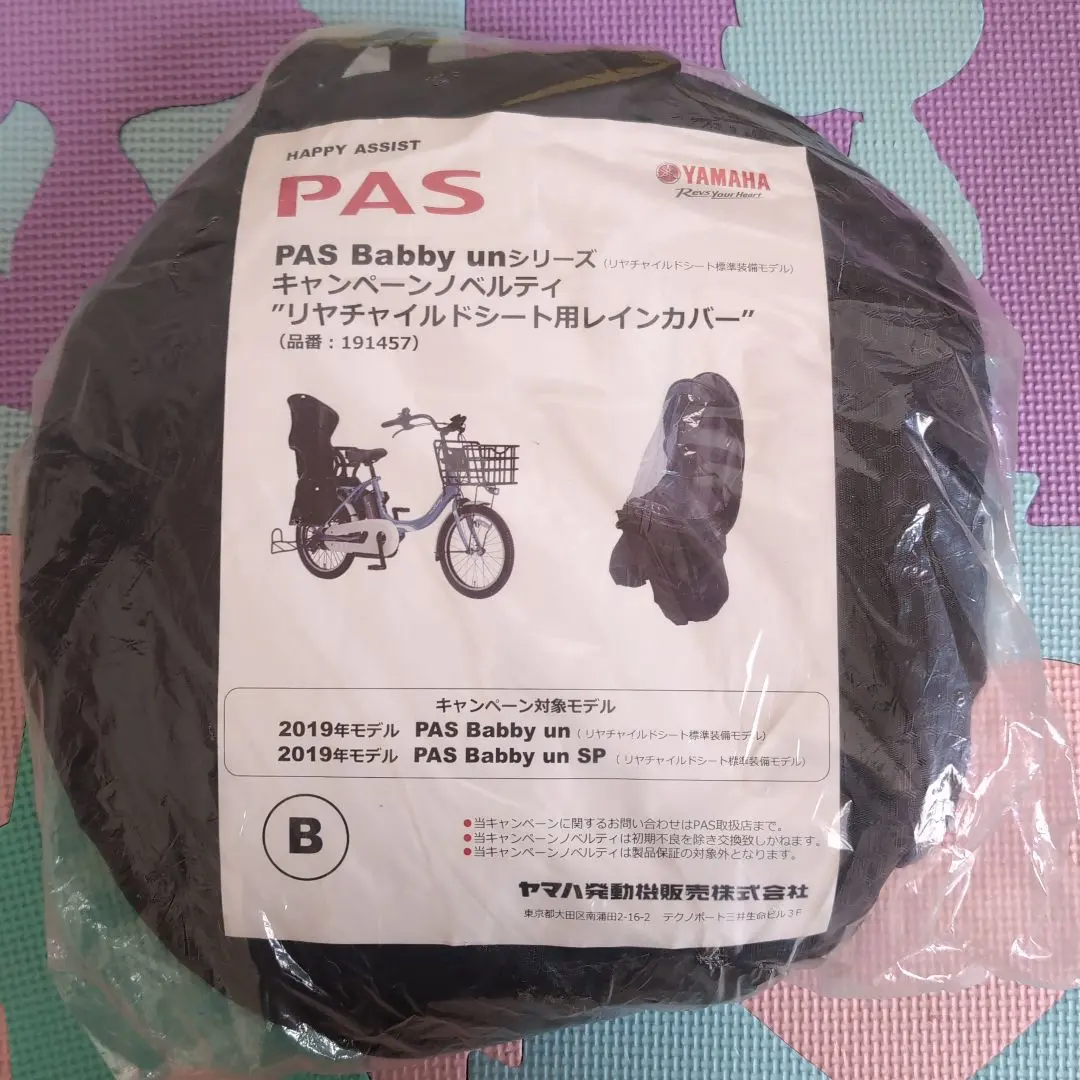 HAPPY ASSIST
PAS
YAMAHA
Revs Your Heart
PAS Babby unシリーズ（リヤチャイルドシート標準装備モデル）
キャンペーンノベルティ
”リヤチャイルドシート用レインカバー”
（品番：191457）
キャンペーン対象モデル
2019年モデル PAS Babby un（リヤチャイルドシート標準装備モデル）
2019年モデル PAS Babby un SP（リヤチャイルドシート標準装備モデル）
B
●当キャンペーンに関するお問い合わせはPAS取扱店まで。
●当キャンペーンノベルティは初期不良を除き交換致しかねます。
●当キャンペーンノベルティは製品保証の対象外となります。
ヤマハ発動機販売株式会社
東京都大田区南蒲田2-16-2 テクノポート三井生命ビル3F